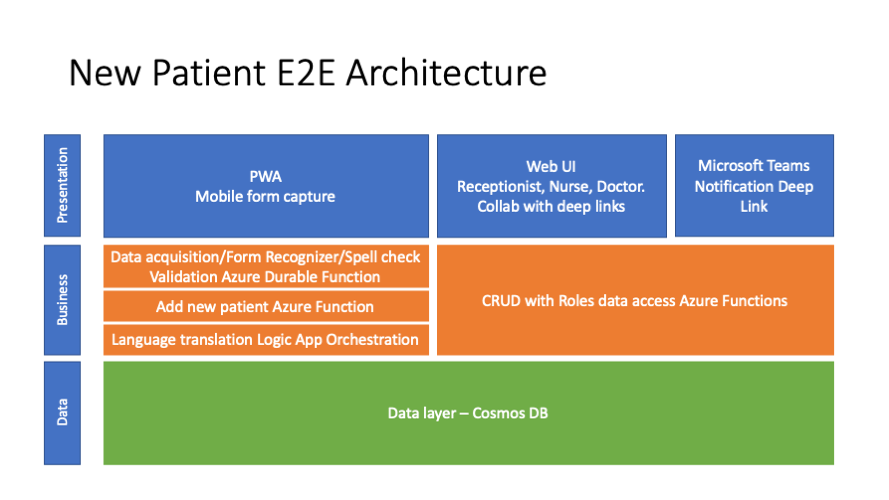 New Patient E2E Architecture
Presentation
PWA
Mobile form capture
Web UI
Receptionist, Nurse, Doctor.
Collab with deep links
Microsoft Teams
Notification Deep
Link
Business
Data acquisition/Form Recognizer/Spell check
Validation Azure Durable Function
Add new patient Azure Function
Language translation Logic App Orchestration
CRUD with Roles data access Azure Functions
Data
Data layer – Cosmos DB